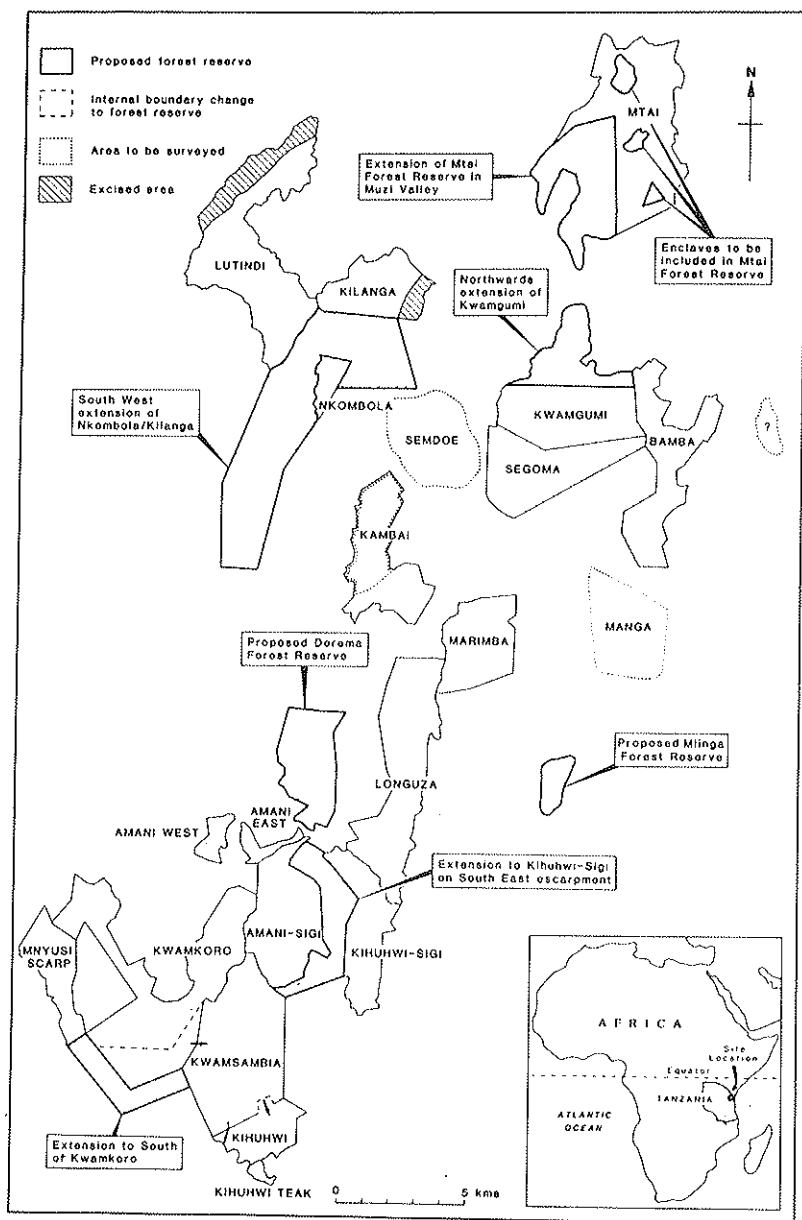 Proposed forest reserve
Internal boundary change
to forest reserve
Area to be surveyed
Excised area
N
MTAI
Extension of Mtai
Forest Reserve in
Muzi Valley
Enclaves to be
included in Mtai
Forest Reserve
LUTINDI
KILANGA
Northwards
extension of
Kwamgumi
South West
extension of
Nkombola/Kilanga
NKOMBOLA
SEMDOE
KWAMGUMI
SEGOMA
BAMBA
?
KAMBAI
MARIMBA
MANGA
Proposed Dorema
Forest Reserve
LONGUZA
Proposed Mlinga
Forest Reserve
AMANI
EAST
AMANI WEST
Extension to Kihuhwi-Sigi
on South East escarpment
MNYUSI
SCARP
KWAMKORO
AMANI-SIGI
KIHUHWI-SIGI
KWAMSAMBIA
KIHUHWI
Extension to South
of Kwamkoro
KIHUHWI TEAK
0 5 kms
AFRICA
Site
Location
Equator
TANZANIA
ATLANTIC
OCEAN